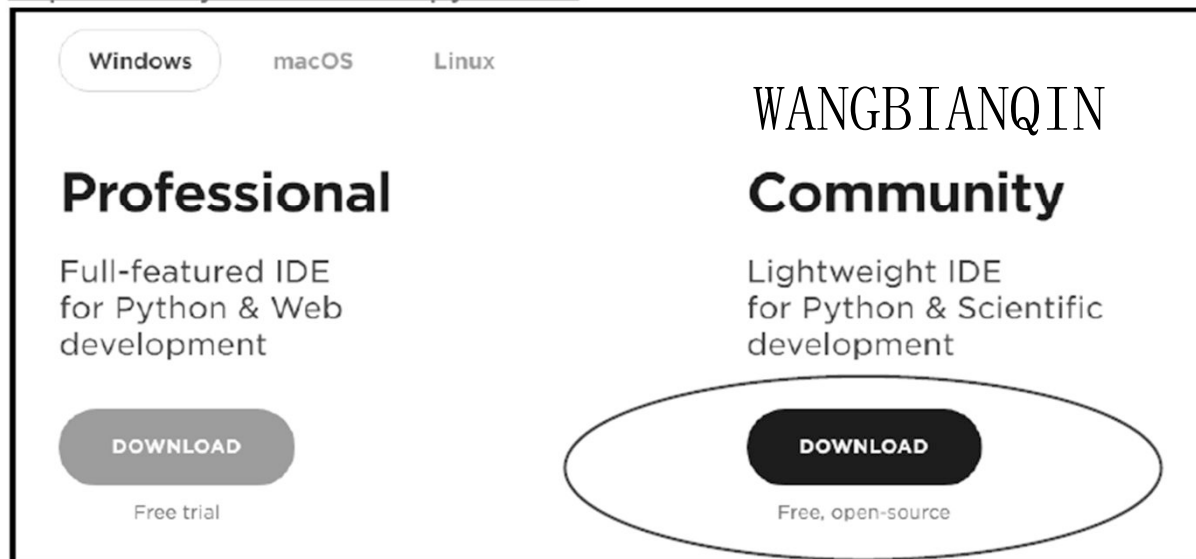 Windows macOS Linux
WANGBIANQIN
Professional
Full-featured IDE
for Python & Web
development
DOWNLOAD
Free trial
Community
Lightweight IDE
for Python & Scientific
development
DOWNLOAD
Free, open-source